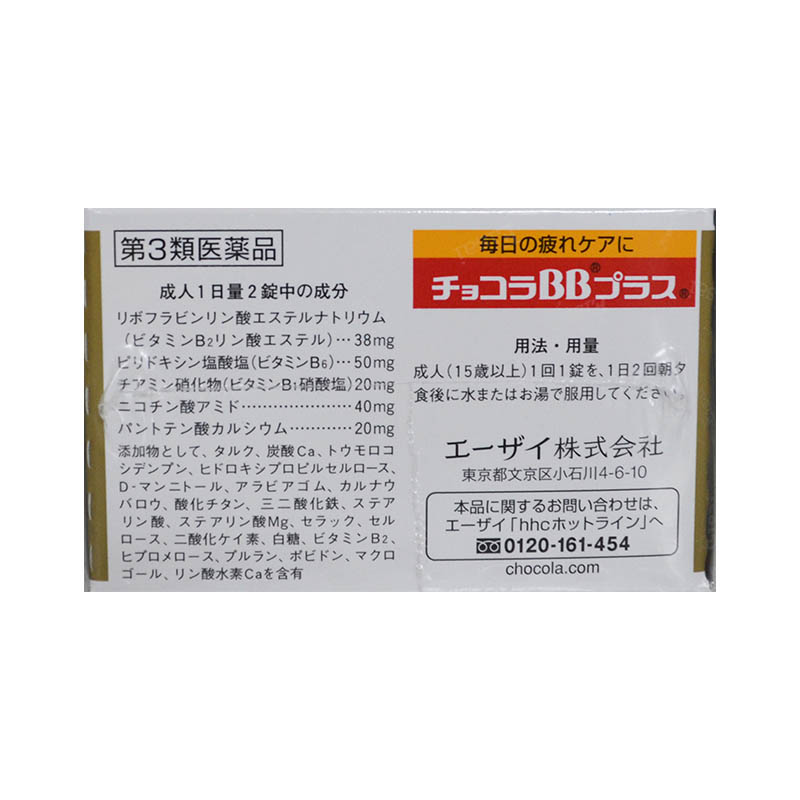 第3類医薬品
成人1日量2錠中の成分
リボフラビンリン酸エステルナトリウム
(ビタミンB2リン酸エステル)…38mg
ピリドキシン塩酸塩(ビタミンB6)…50mg
チアミン硝化物(ビタミンB1硝酸塩)20mg
ニコチン酸アミド…………………40mg
パントテン酸カルシウム…………20mg
添加物として、タルク、炭酸Ca、トウモロコ
シデンプン、ヒドロキシプロピルセルロース、
D-マンニトール、アラビアゴム、カルナウ
バロウ、酸化チタン、三二酸化鉄、ステア
リン酸、ステアリン酸Mg、セラック、セル
ロース、二酸化ケイ素、白糖、ビタミンB2、
ヒプロメロース、プルラン、ポビドン、マクロ
ゴール、リン酸水素Caを含有
毎日の疲れケアに
チョコラBB®プラス®
用法・用量
成人(15歳以上)1回1錠を、1日2回朝夕
食後に水またはお湯で服用してください。
エーザイ株式会社
東京都文京区小石川4-6-10
本品に関するお問い合わせは、
エーザイ「hhcホットライン」へ
0120-161-454
chocola.com